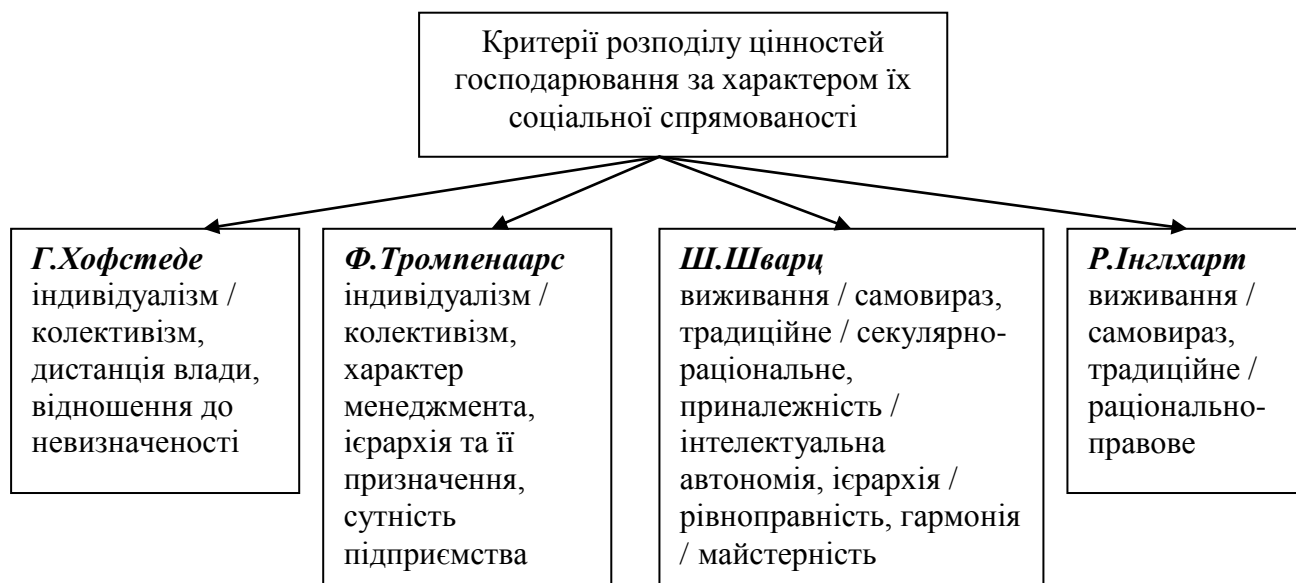 Критерії розподілу цінностей
господарювання за характером їх
соціальної спрямованості
Г.Хофстеде
індивідуалізм /
колективізм,
дистанція влади,
відношення до
невизначеності
Ф.Тромпенаарс
індивідуалізм /
колективізм,
характер
менеджмента,
ієрархія та її
призначення,
сутність
підприємства
Ш.Шварц
виживання / самовираз,
традиційне / секулярно-
раціональне,
приналежність /
інтелектуальна
автономія, ієрархія /
рівноправність, гармонія
/ майстерність
Р.Інглхарт
виживання /
самовираз,
традиційне /
раціонально-
правове